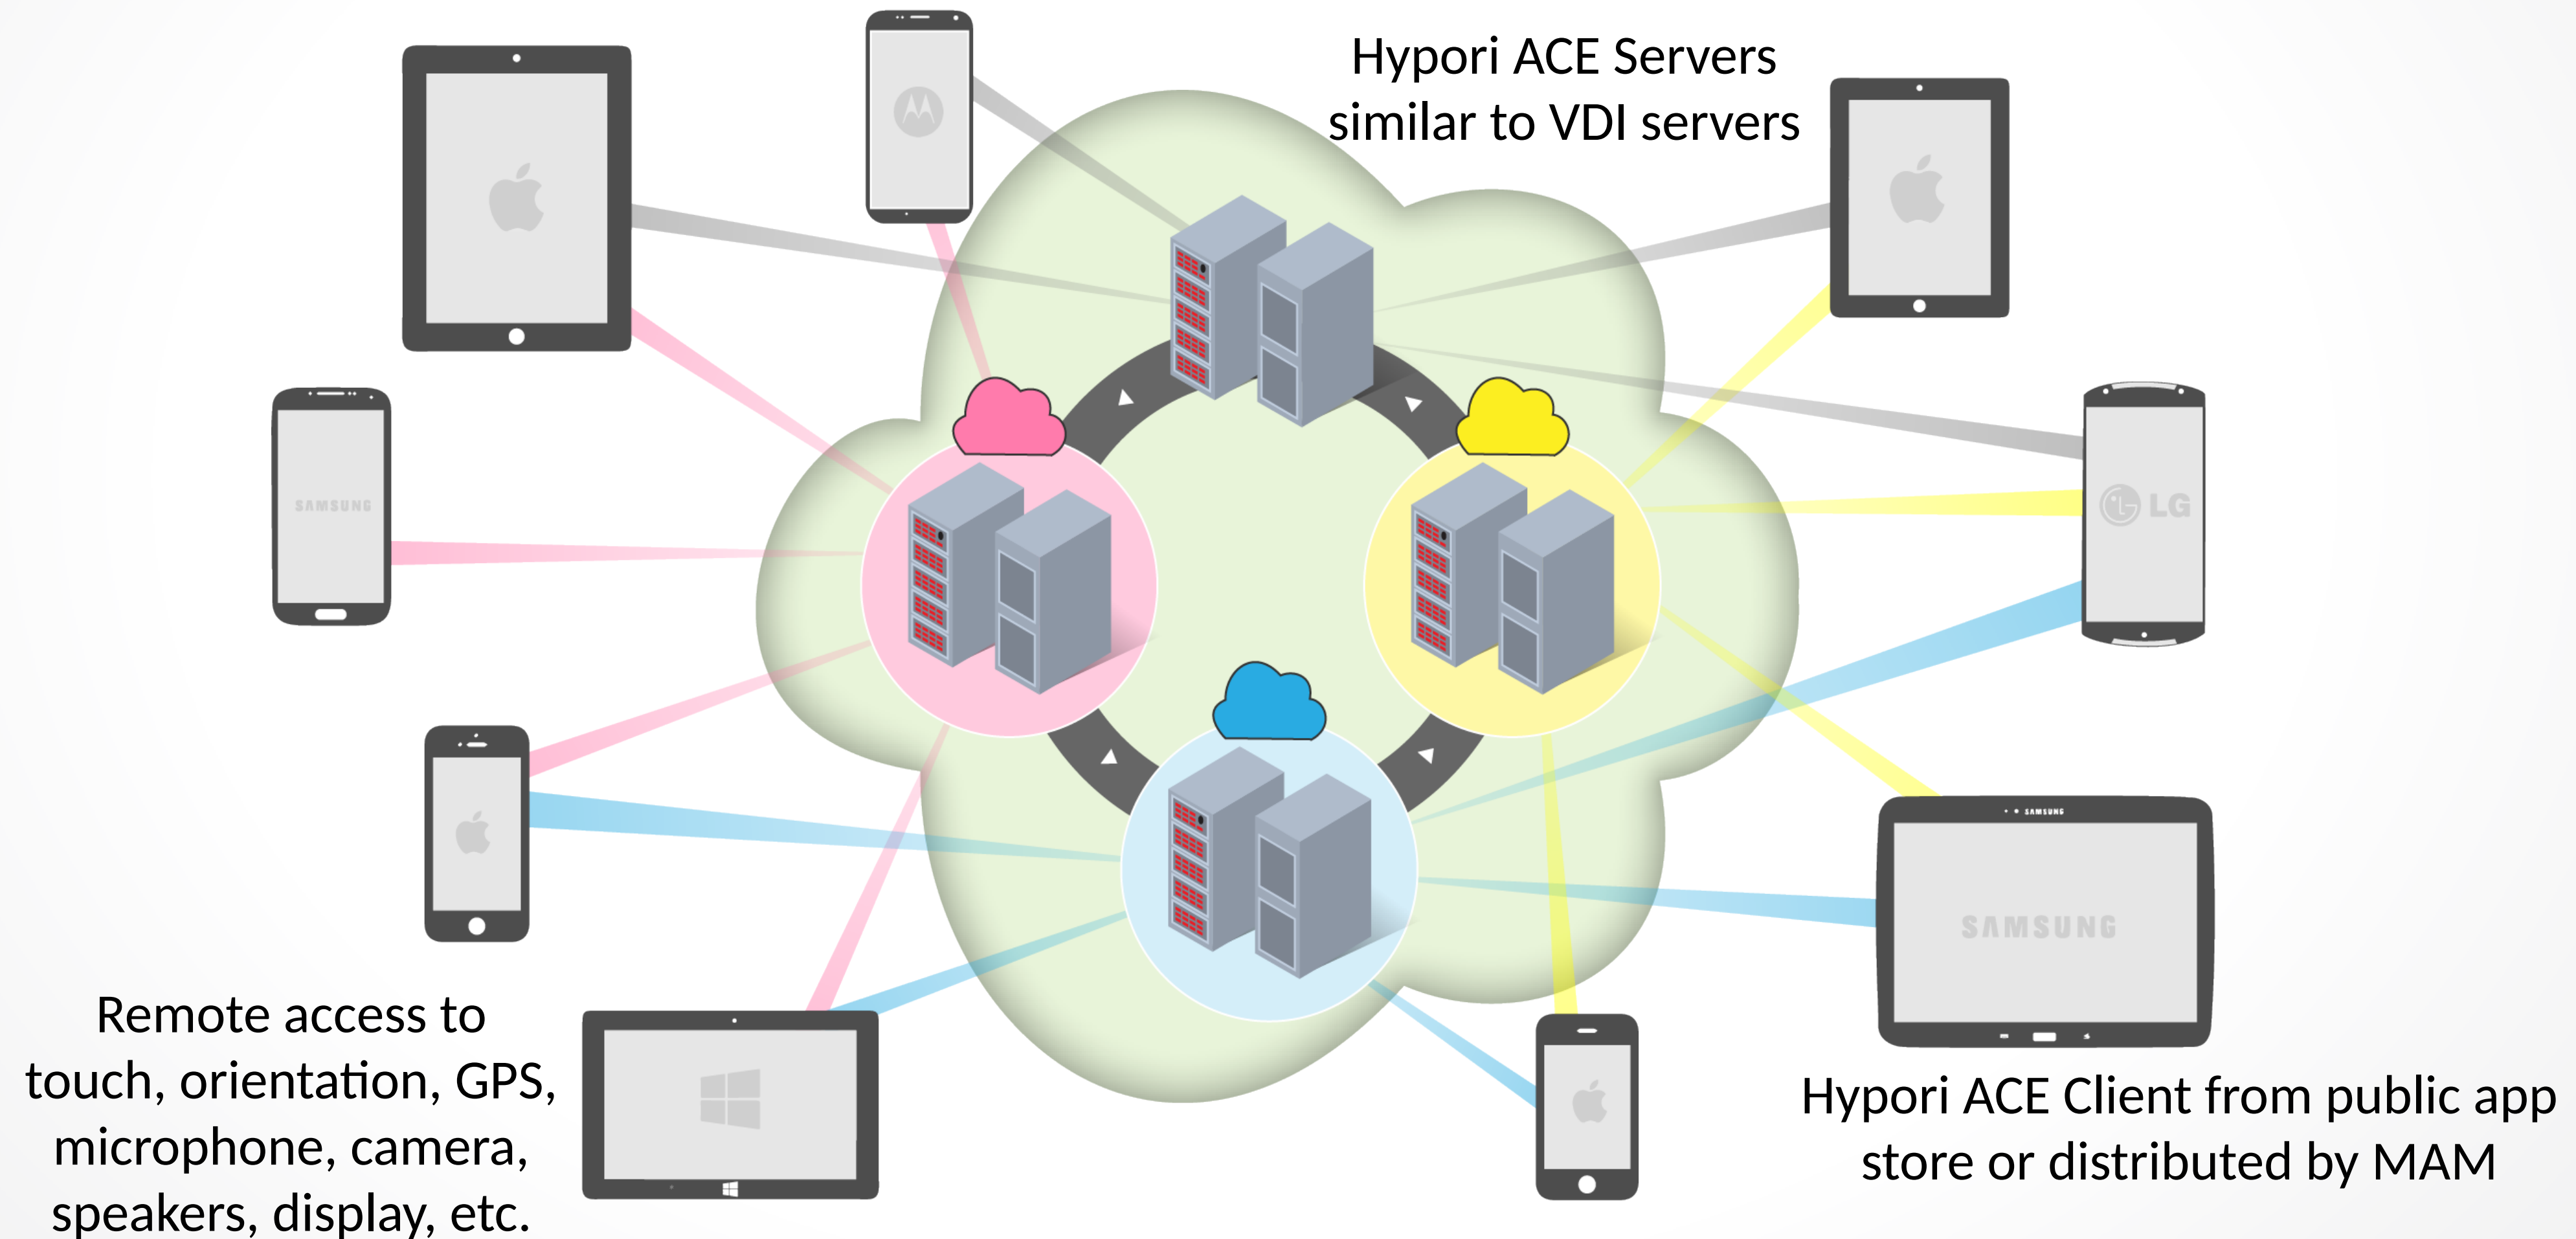 Hypori ACE Servers
similar to VDI servers
SAMSUNG
LG
SAMSUNG
SAMSUNG
Remote access to
touch, orientation, GPS,
microphone, camera,
speakers, display, etc.
Hypori ACE Client from public app
store or distributed by MAM